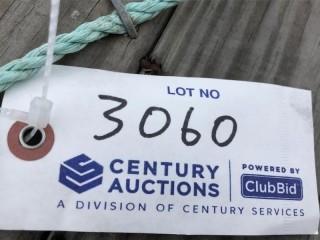 LOT NO
3060
CENTURY
AUCTIONS
POWERED BY
ClubBid
A DIVISION OF CENTURY SERVICES